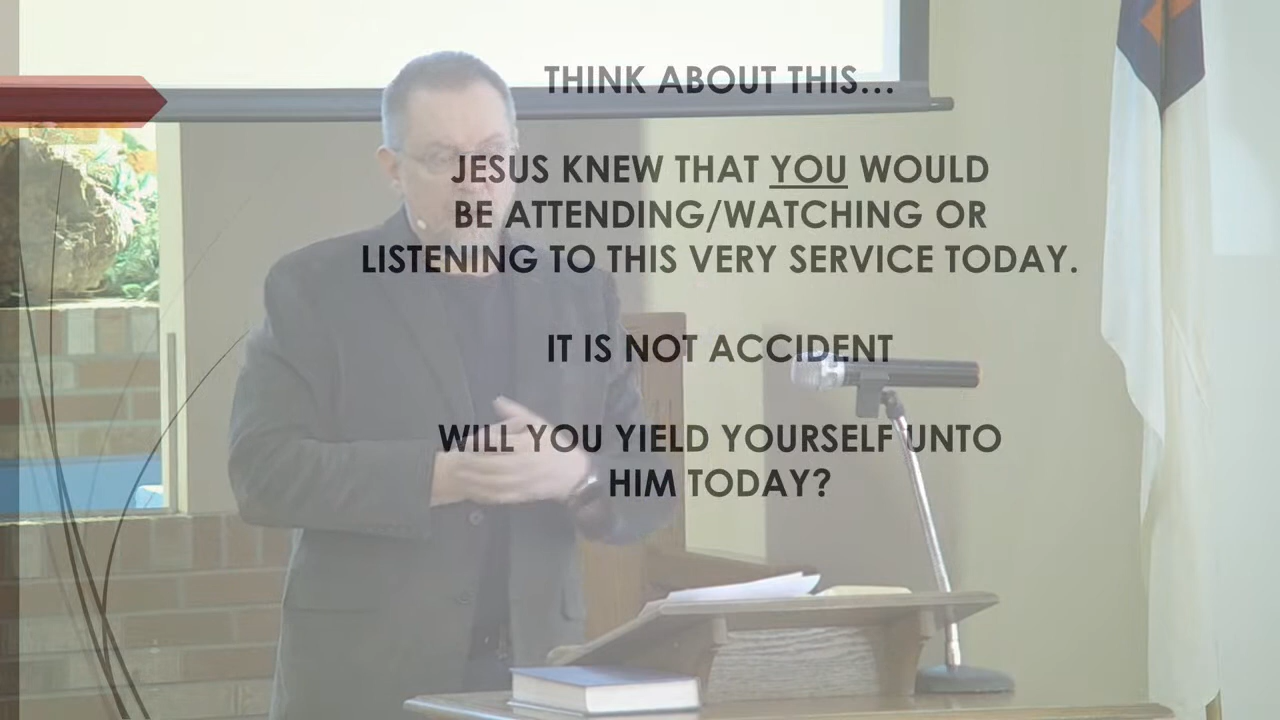 THINK ABOUT THIS...
JESUS KNEW THAT YOU WOULD
BE ATTENDING/WATCHING OR
LISTENING TO THIS VERY SERVICE TODAY.
IT IS NOT ACCIDENT
WILL YOU YIELD YOURSELF UNTO
HIM TODAY?